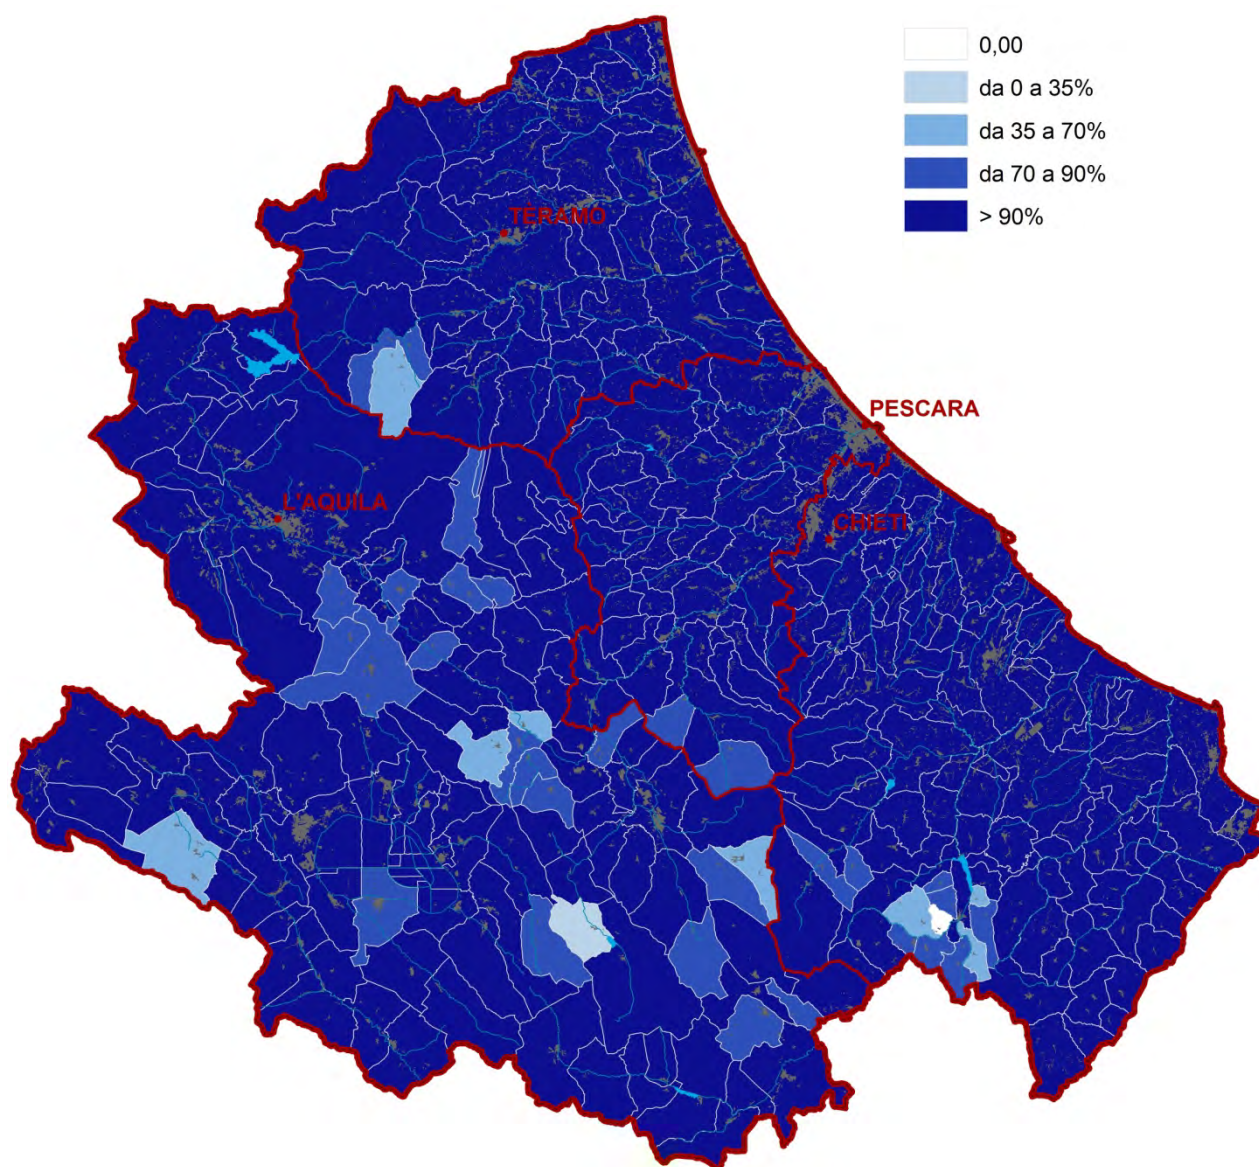 0,00
da 0 a 35%
da 35 a 70%
da 70 a 90%
> 90%
TERAMO
PESCARA
L'AQUILA
CHIETI